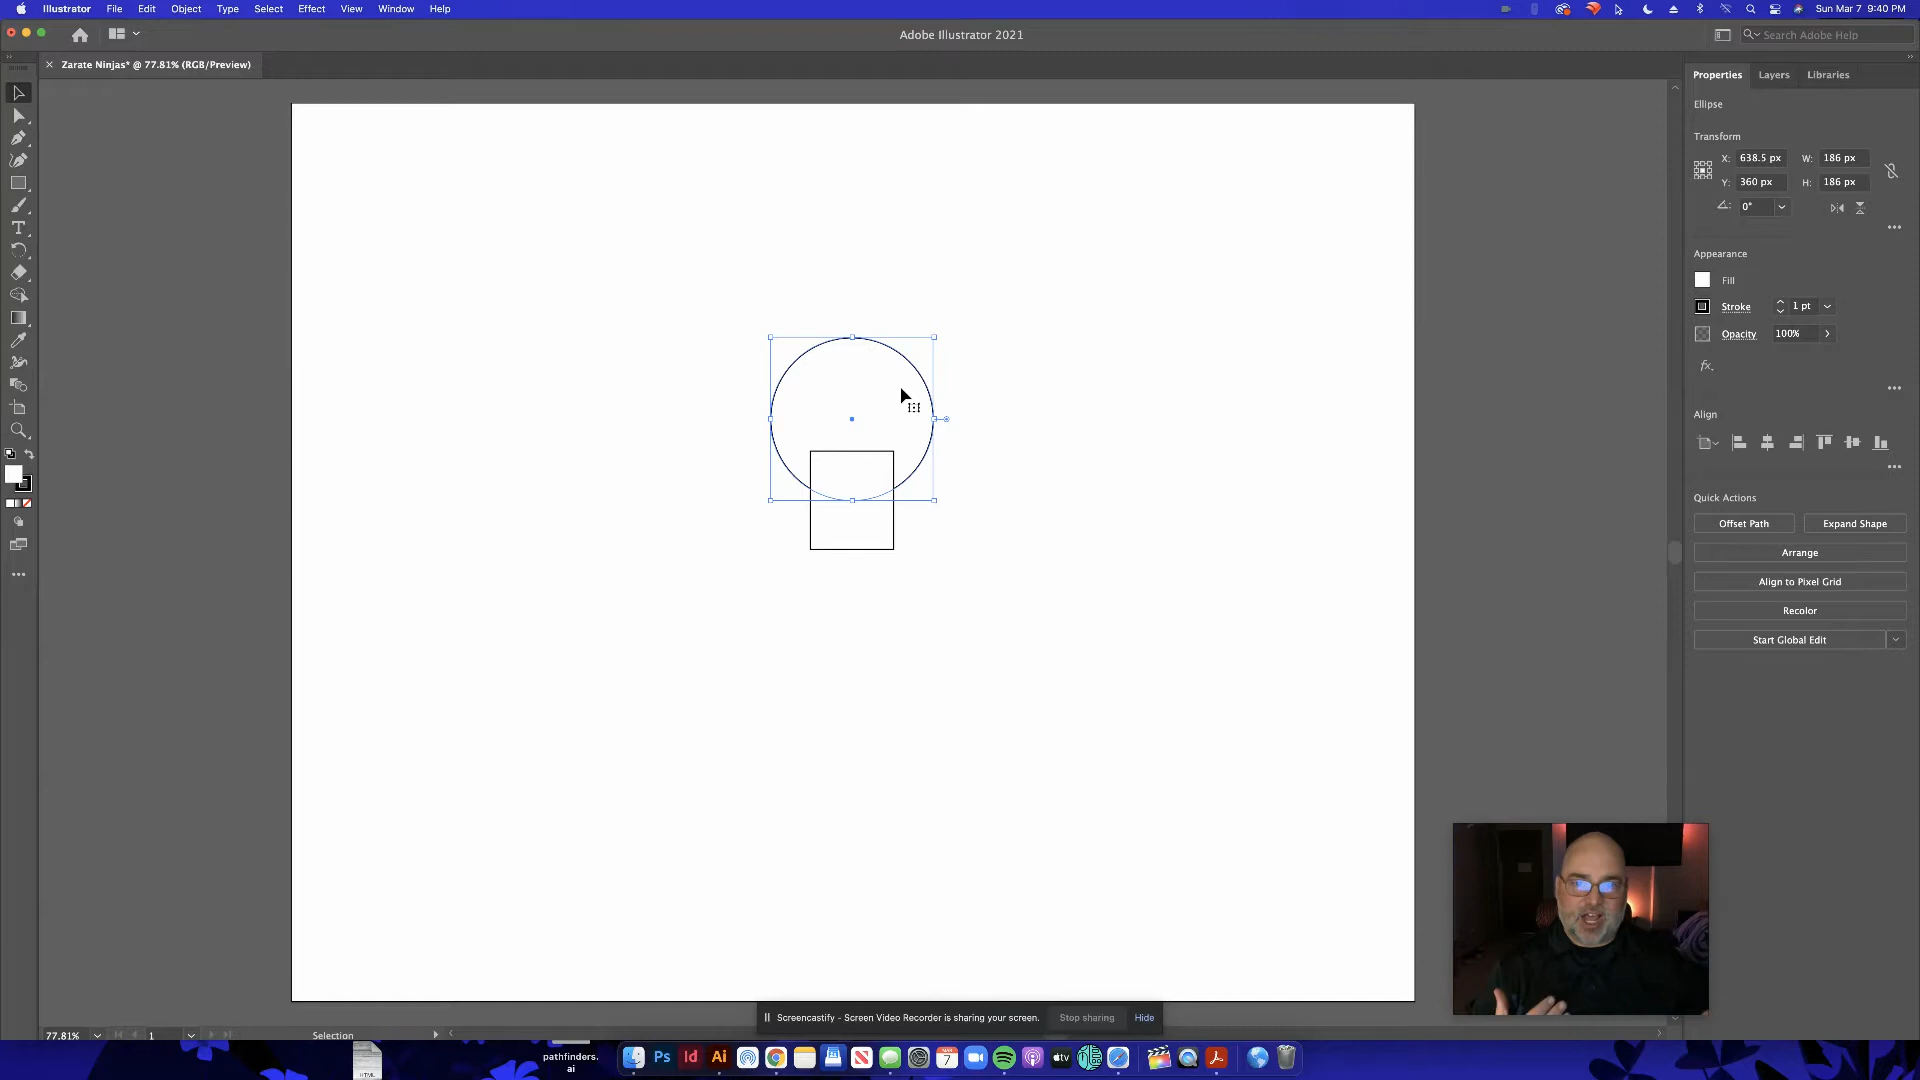 Illustrator File Edit Object Type Select Effect View Window Help
Sun Mar 7 9:40 PM
Adobe Illustrator 2021
Search Adobe Help
Zarate Ninjas* @ 77.81% (RGB/Preview)
Properties Layers Libraries
Ellipse
Transform
X: 638.5 px W: 186 px
Y: 360 px H: 186 px
0°
Appearance
Fill
Stroke 1 pt
Opacity 100%
fx.
Align
Quick Actions
Offset Path Expand Shape
Arrange
Align to Pixel Grid
Recolor
Start Global Edit
T
Screencastify - Screen Video Recorder is sharing your screen. Stop sharing Hide
77.81% 1 Selection
HTML
pathfinders.
ai
Ps Id Ai
7
tv